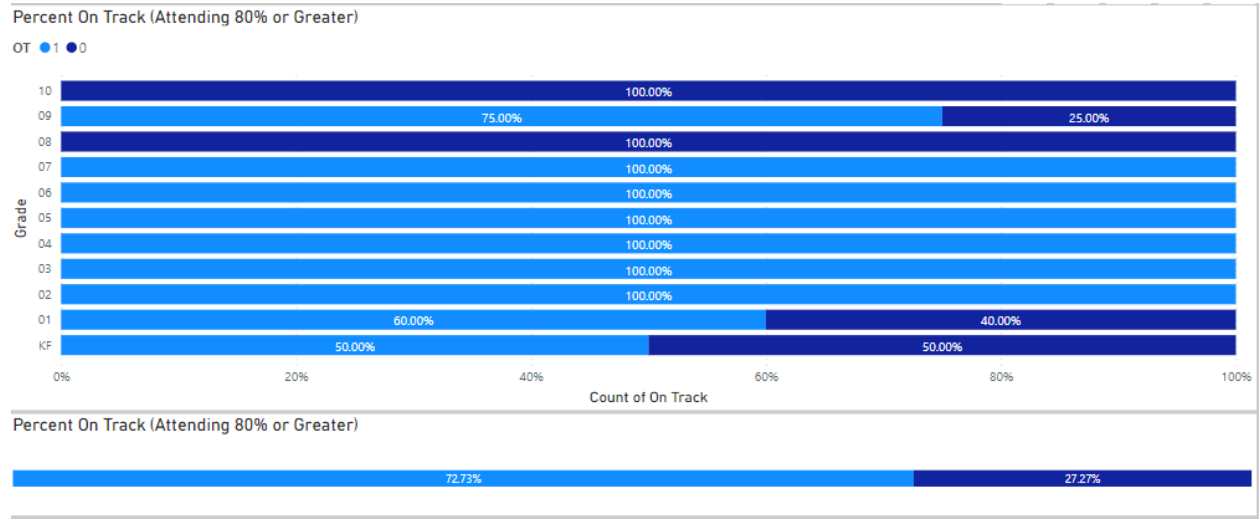 Percent On Track (Attending 80% or Greater)
OT 1 0
10 100.00%
09 75.00% 25.00%
08 100.00%
07 100.00%
06 100.00%
Grade
05 100.00%
04 100.00%
03 100.00%
02 100.00%
01 60.00% 40.00%
KF 50.00% 50.00%
0% 20% 40% 60% 80% 100%
Count of On Track
Percent On Track (Attending 80% or Greater)
72.73% 27.27%